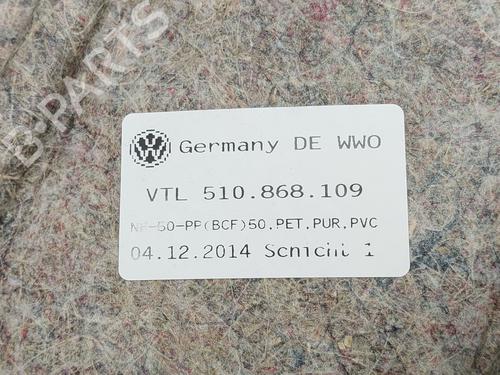 B-PARTS
Germany DE WWO
VTL 510.868.109
NF-50-PP(BCF)50.PET.PUR.PVC
04.12.2014 Schicht 1